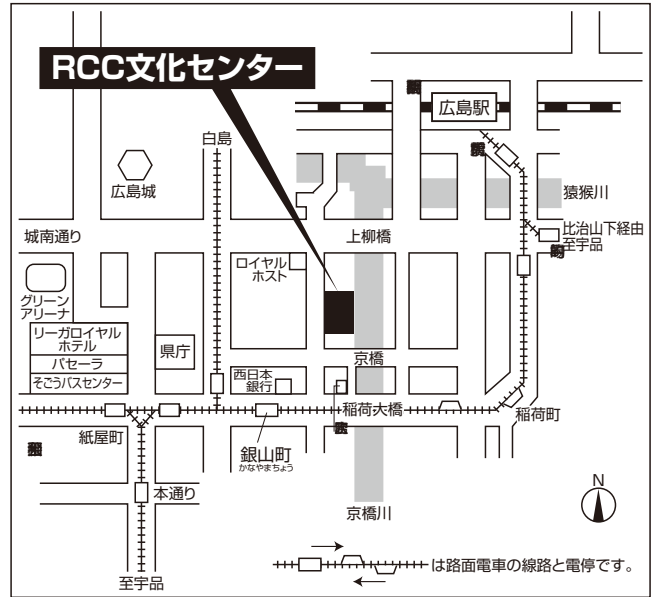 RCC文化センター
広島駅
白島
広島城
猿猴川
城南通り
上柳橋
比治山下経由
至宇品
ロイヤル
ホスト
グリーン
アリーナ
リーガロイヤル
ホテル
パセーラ
そごうバスセンター
県庁
京橋
西日本
銀行
稲荷大橋
稲荷町
紙屋町
銀山町
かなやまちょう
本通り
京橋川
N
至宇品
は路面電車の線路と電停です。